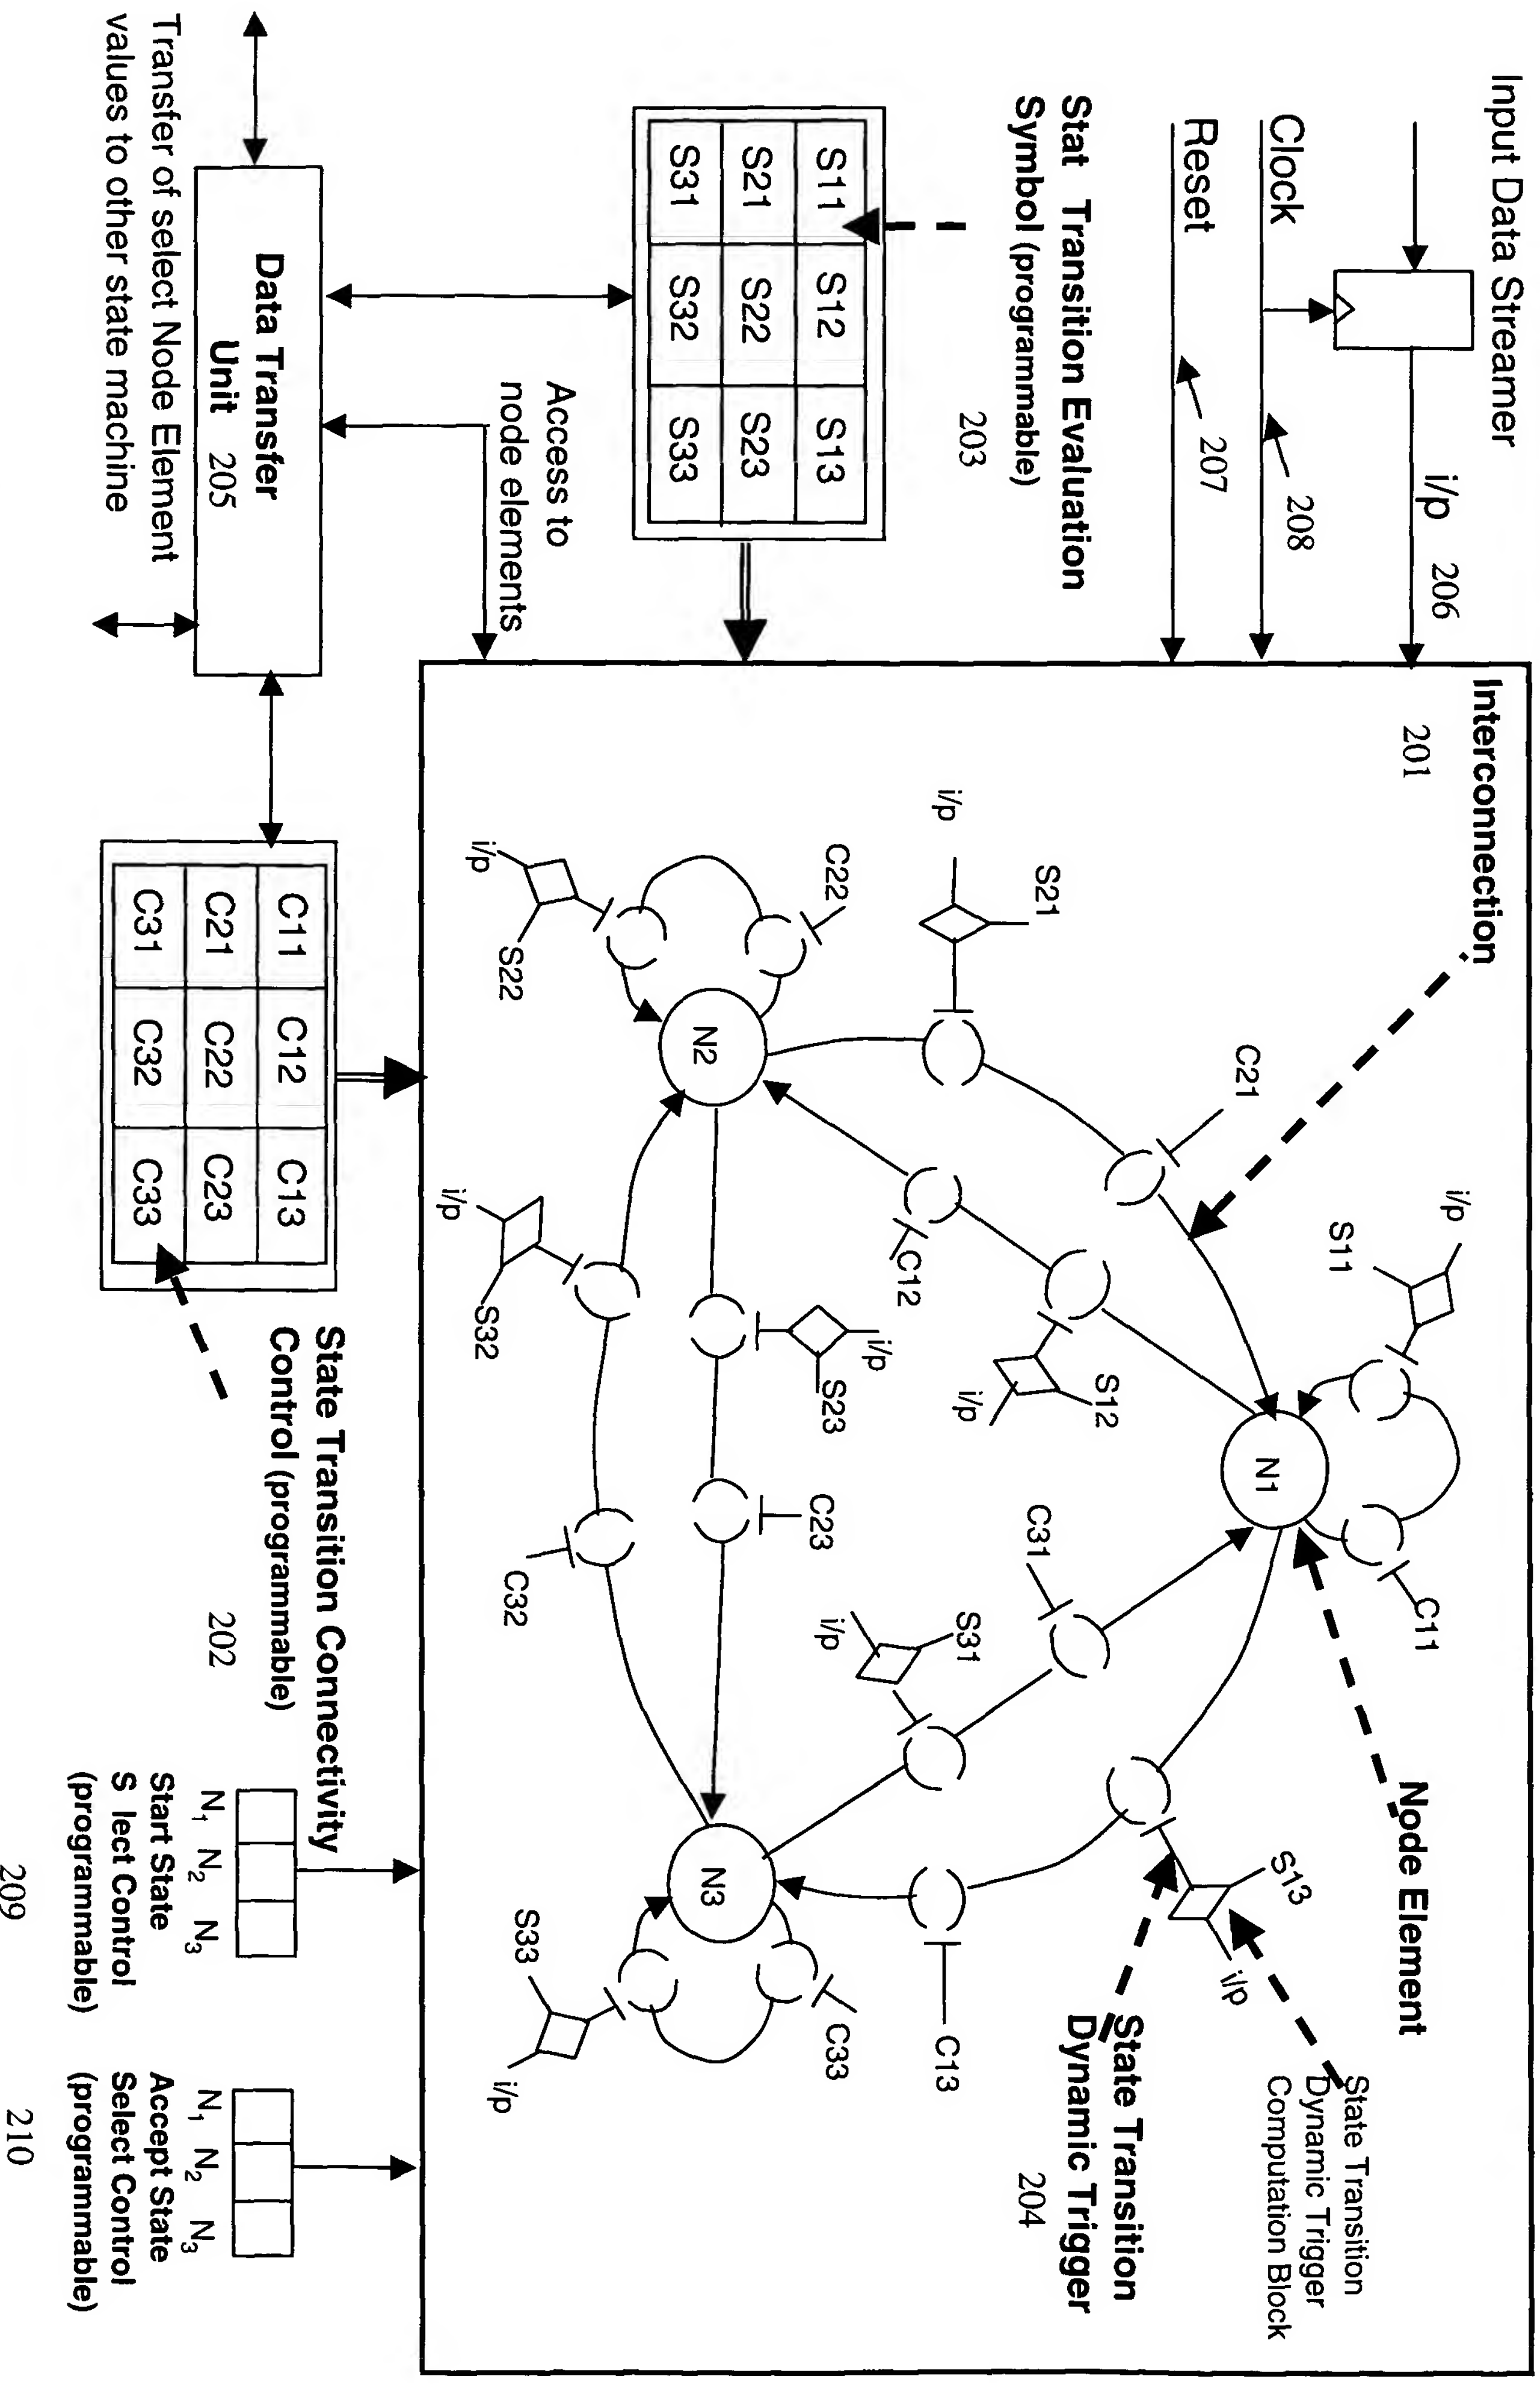 Input Data Streamer
i/p 206
Clock
208
Reset
207
203
Stat Transition Evaluation
Symbol (programmable)
S11 S12 S13
S21 S22 S23
S31 S32 S33
Access to
node elements
Data Transfer
Unit 205
Transfer of select Node Element
values to other state machine
Interconnection
201
i/p
S11
C11
N1
Node Element
C21
S21
i/p
C22
N2
S22
i/p
C12
S12
i/p
C31
S31
i/p
S13
i/p
State Transition
Dynamic Trigger
Computation Block
State Transition
Dynamic Trigger
204
C13
i/p
S23
C23
i/p
S32
C32
N3
C33
S33
i/p
C11 C12 C13
C21 C22 C23
C31 C32 C33
State Transition Connectivity
Control (programmable)
202
N1 N2 N3
Start State
S lect Control
(programmable)
209
N1 N2 N3
Accept State
Select Control
(programmable)
210